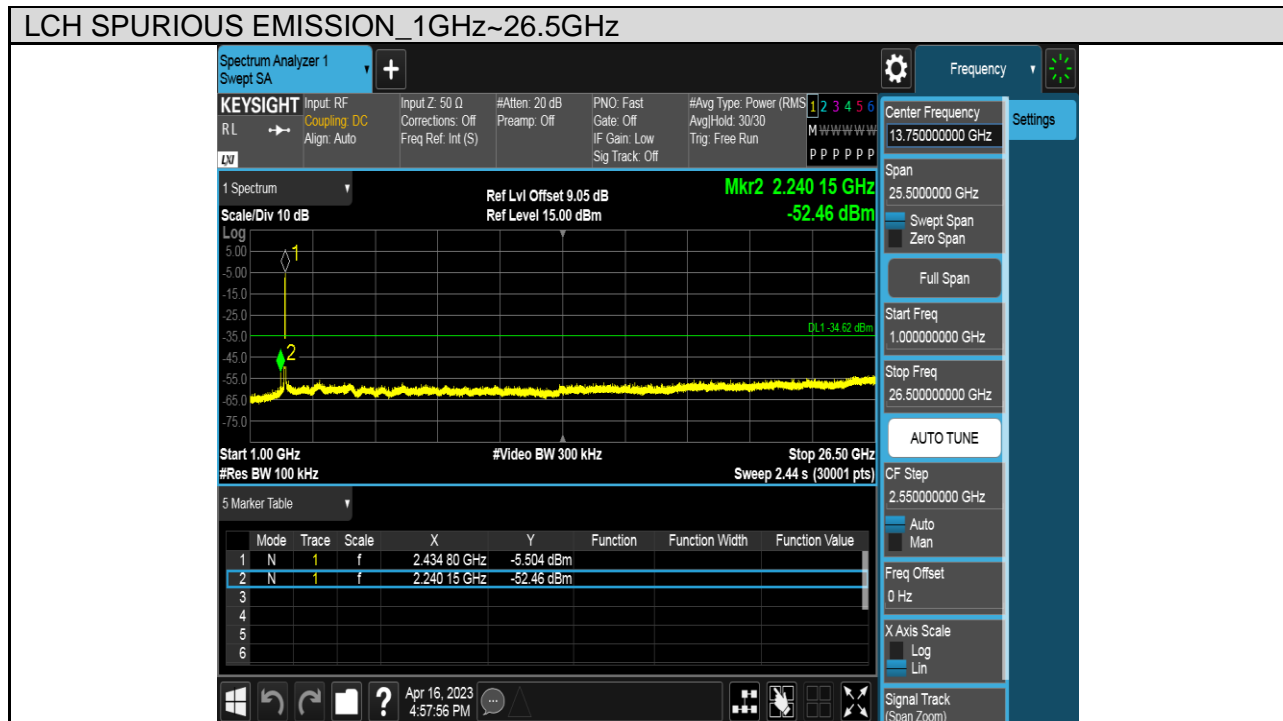 LCH SPURIOUS EMISSION_1GHz~26.5GHz
Spectrum Analyzer 1
Swept SA
+
Frequency
KEYSIGHT
RL
LXI
Input: RF
Coupling: DC
Align: Auto
Input Z: 50 Ω
Corrections: Off
Freq Ref: Int (S)
#Atten: 20 dB
Preamp: Off
PNO: Fast
Gate: Off
IF Gain: Low
Sig Track: Off
#Avg Type: Power (RMS
Avg|Hold: 30/30
Trig: Free Run
1 2 3 4 5 6
M W W W W W
P P P P P P
1 Spectrum
Scale/Div 10 dB
Ref Lvl Offset 9.05 dB
Ref Level 15.00 dBm
Mkr2 2.240 15 GHz
-52.46 dBm
Log
5.00
-5.00
-15.0
-25.0
-35.0
-45.0
-55.0
-65.0
-75.0
1
2
DL1 -34.62 dBm
Start 1.00 GHz
#Res BW 100 kHz
#Video BW 300 kHz
Stop 26.50 GHz
Sweep 2.44 s (30001 pts)
5 Marker Table
Mode Trace Scale X Y Function Function Width Function Value
1 N 1 f 2.434 80 GHz -5.504 dBm
2 N 1 f 2.240 15 GHz -52.46 dBm
3
4
5
6
?
Apr 16, 2023
4:57:56 PM
Center Frequency
13.750000000 GHz
Settings
Span
25.5000000 GHz
Swept Span
Zero Span
Full Span
Start Freq
1.000000000 GHz
Stop Freq
26.500000000 GHz
AUTO TUNE
CF Step
2.550000000 GHz
Auto
Man
Freq Offset
0 Hz
X Axis Scale
Log
Lin
Signal Track
(Span Zoom)